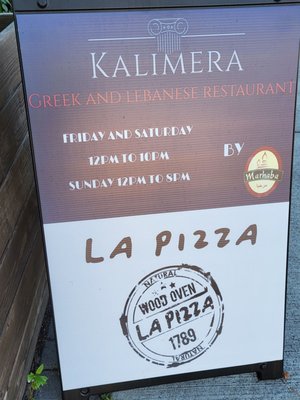 KALIMERA
GREEK AND LEBANESE RESTAURANT
FRIDAY AND SATURDAY
12PM TO 10PM
SUNDAY 12PM TO 8PM
BY
Marhaba
LA PIZZA
NATURAL
WOOD OVEN
LA PIZZA
1789
NATURAL